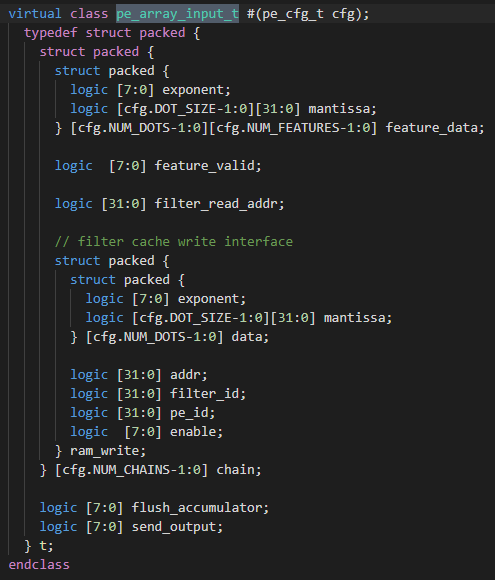 virtual class pe_array_input_t #(pe_cfg_t cfg);
  typedef struct packed {
    struct packed {
      struct packed {
        logic [7:0] exponent;
        logic [cfg.DOT_SIZE-1:0][31:0] mantissa;
      } [cfg.NUM_DOTS-1:0][cfg.NUM_FEATURES-1:0] feature_data;

      logic  [7:0] feature_valid;

      logic [31:0] filter_read_addr;

      // filter cache write interface
      struct packed {
        struct packed {
          logic [7:0] exponent;
          logic [cfg.DOT_SIZE-1:0][31:0] mantissa;
        } [cfg.NUM_DOTS-1:0] data;

        logic [31:0] addr;
        logic [31:0] filter_id;
        logic [31:0] pe_id;
        logic  [7:0] enable;
      } ram_write;
    } [cfg.NUM_CHAINS-1:0] chain;

    logic [7:0] flush_accumulator;
    logic [7:0] send_output;
  } t;
endclass